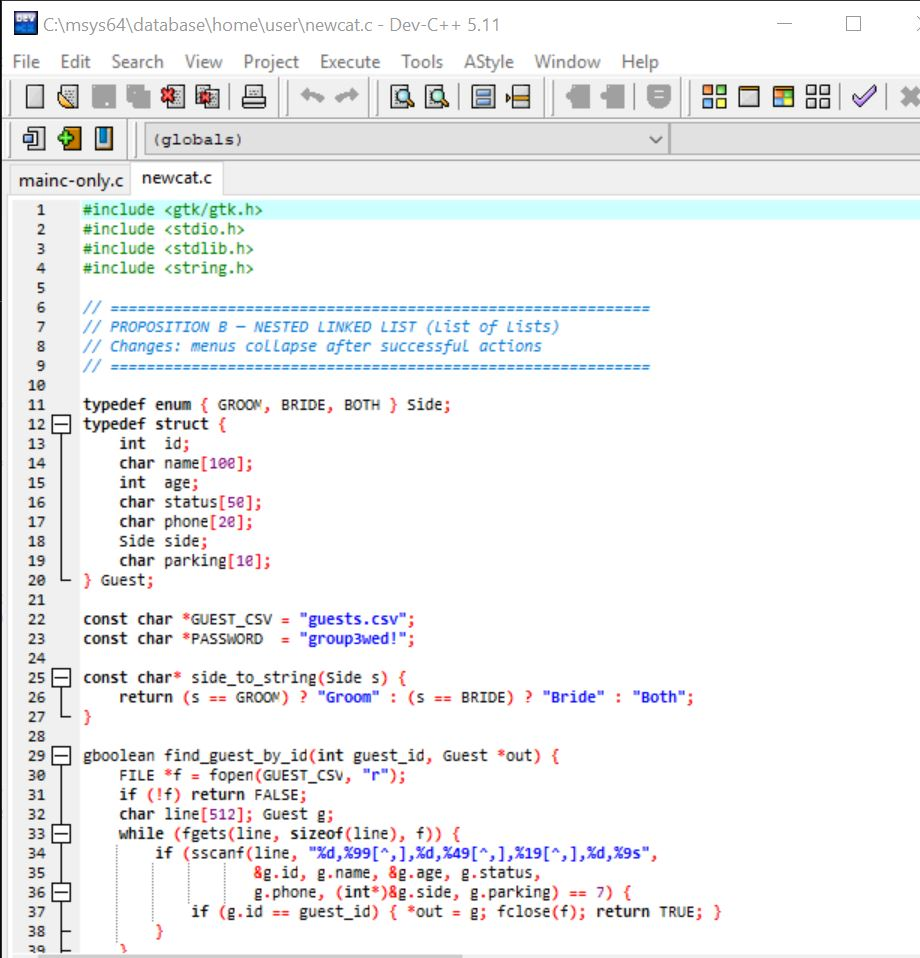 C:\msys64\database\home\user\newcat.c - Dev-C++ 5.11
File Edit Search View Project Execute Tools AStyle Window Help
(globals)
mainc-only.c newcat.c
1 #include <gtk/gtk.h>
2 #include <stdio.h>
3 #include <stdlib.h>
4 #include <string.h>
5
6 // ============================================================
7 // PROPOSITION B — NESTED LINKED LIST (List of Lists)
8 // Changes: menus collapse after successful actions
9 // ============================================================
10
11 typedef enum { GROOM, BRIDE, BOTH } Side;
12 typedef struct {
13     int  id;
14     char name[100];
15     int  age;
16     char status[50];
17     char phone[20];
18     Side side;
19     char parking[10];
20 } Guest;
21
22 const char *GUEST_CSV = "guests.csv";
23 const char *PASSWORD  = "group3wed!";
24
25 const char* side_to_string(Side s) {
26     return (s == GROOM) ? "Groom" : (s == BRIDE) ? "Bride" : "Both";
27 }
28
29 gboolean find_guest_by_id(int guest_id, Guest *out) {
30     FILE *f = fopen(GUEST_CSV, "r");
31     if (!f) return FALSE;
32     char line[512]; Guest g;
33     while (fgets(line, sizeof(line), f)) {
34         if (sscanf(line, "%d,%99[^,],%d,%49[^,],%19[^,],%d,%9s",
35                    &g.id, g.name, &g.age, g.status,
36                    g.phone, (int*)&g.side, g.parking) == 7) {
37             if (g.id == guest_id) { *out = g; fclose(f); return TRUE; }
38         }
39     }